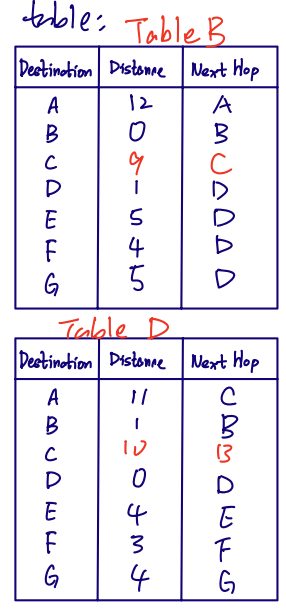 table:
Table B
Destination Distance Next Hop
A 12 A
B 0 B
C 9 C
D 1 D
E 5 D
F 4 D
G 5 D
Table D
Destination Distance Next Hop
A 11 C
B 1 B
C 10 B
D 0 D
E 4 E
F 3 F
G 4 G